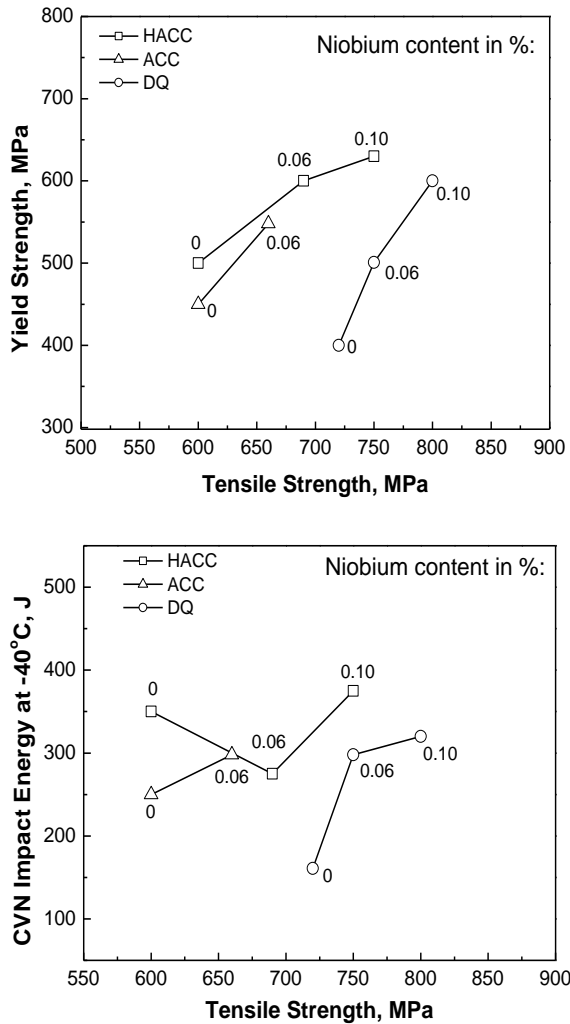 800
700
600
500
400
300
Yield Strength, MPa
HACC
ACC
DQ
Niobium content in %:
0
0.06
0.10
0
0.06
0
0.06
0.10
500 550 600 650 700 750 800 850 900
Tensile Strength, MPa
500
400
300
200
100
CVN Impact Energy at -40°C, J
HACC
ACC
DQ
Niobium content in %:
0
0.06
0.10
0
0.06
0
0.06
0.10
550 600 650 700 750 800 850 900
Tensile Strength, MPa